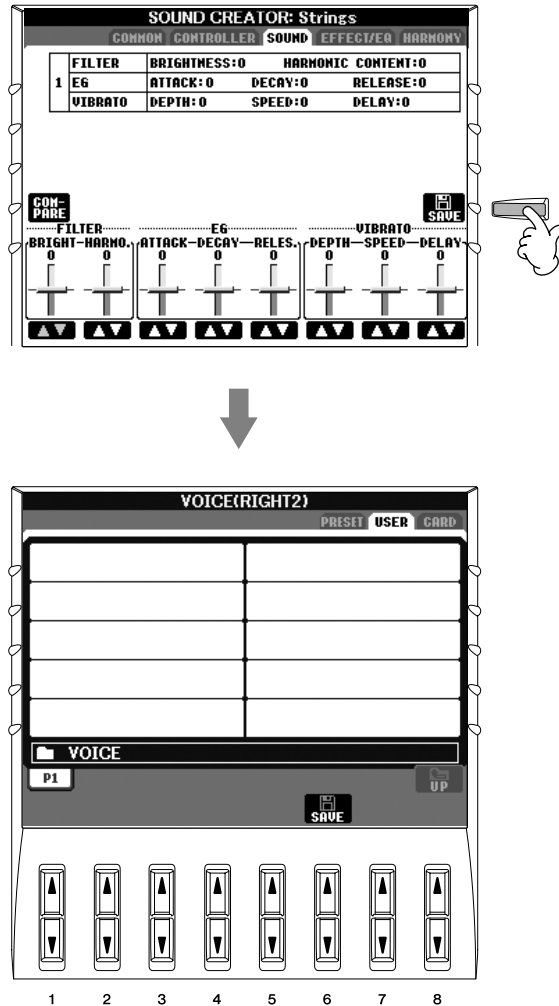 SOUND CREATOR: Strings
COMMON CONTROLLER SOUND EFFECT/EQ HARMONY
1
FILTER BRIGHTNESS:0 HARMONIC CONTENT:0
EG ATTACK:0 DECAY:0 RELEASE:0
VIBRATO DEPTH:0 SPEED:0 DELAY:0
COM-
PARE
SAVE
FILTER EG VIBRATO
BRIGHT-HARMO. ATTACK-DECAY-RELES. DEPTH-SPEED-DELAY
0 0 0 0 0 0 0 0
VOICE(RIGHT2)
PRESET USER CARD
VOICE
P1
UP
SAVE
1 2 3 4 5 6 7 8